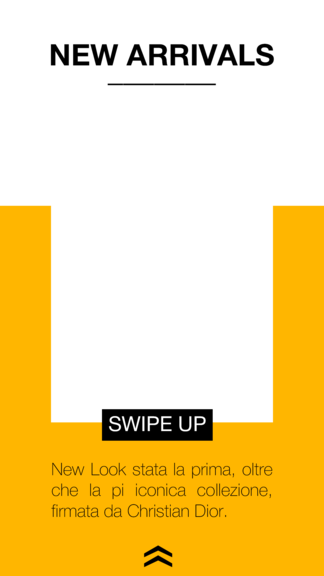 NEW ARRIVALS
SWIPE UP
New Look stata la prima, oltre
che la pi iconica collezione,
firmata da Christian Dior.